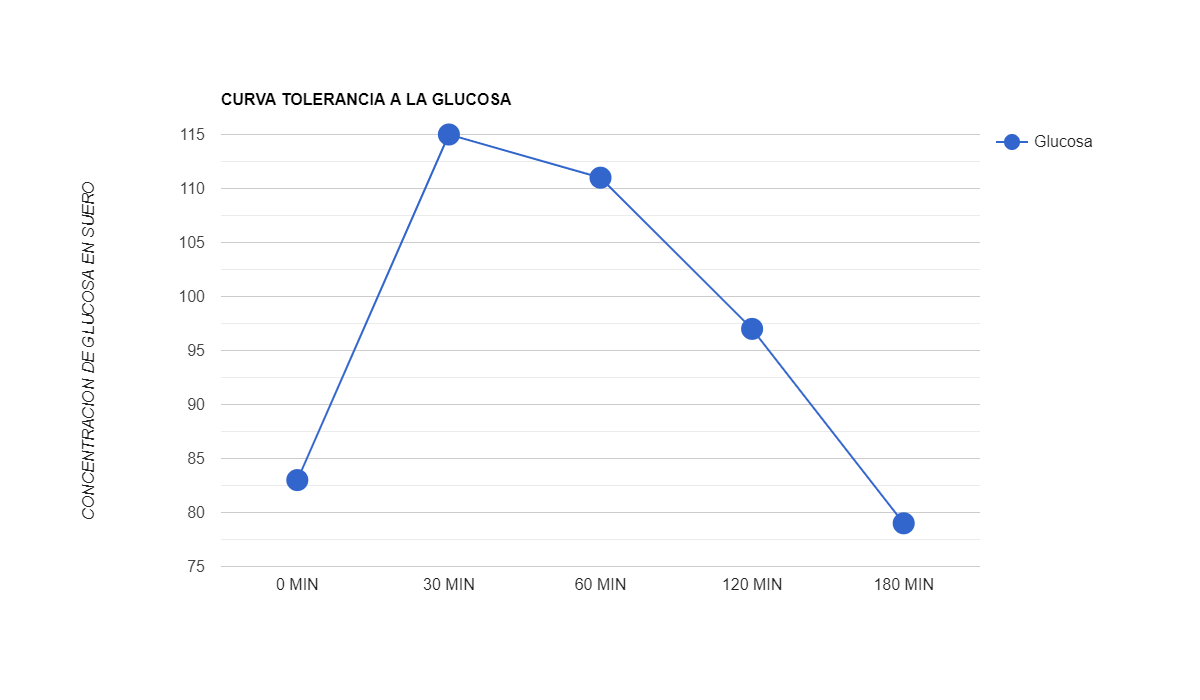 CURVA TOLERANCIA A LA GLUCOSA
CONCENTRACION DE GLUCOSA EN SUERO
115
110
105
100
95
90
85
80
75
0 MIN
30 MIN
60 MIN
120 MIN
180 MIN
Glucosa